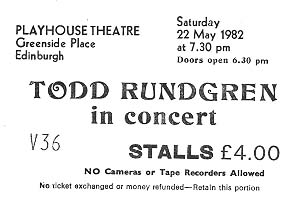 PLAYHOUSE THEATRE
Greenside Place
Edinburgh
Saturday
22 May 1982
at 7.30 pm
Doors open 6.30 pm
TODD RUNDGREN
in concert
V36
STALLS £4.00
NO Cameras or Tape Recorders Allowed
No ticket exchanged or money refunded—Retain this portion